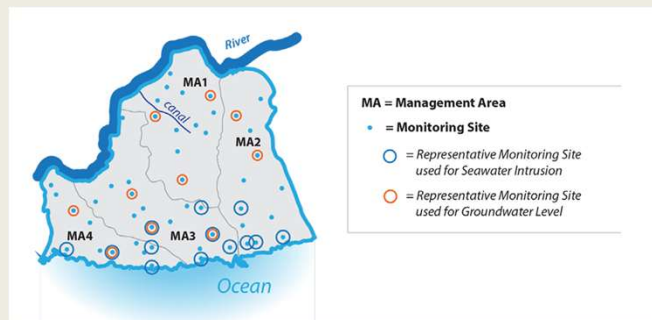 River
MA1
canal
MA2
MA4
MA3
Ocean
MA = Management Area
= Monitoring Site
= Representative Monitoring Site
used for Seawater Intrusion
= Representative Monitoring Site
used for Groundwater Level